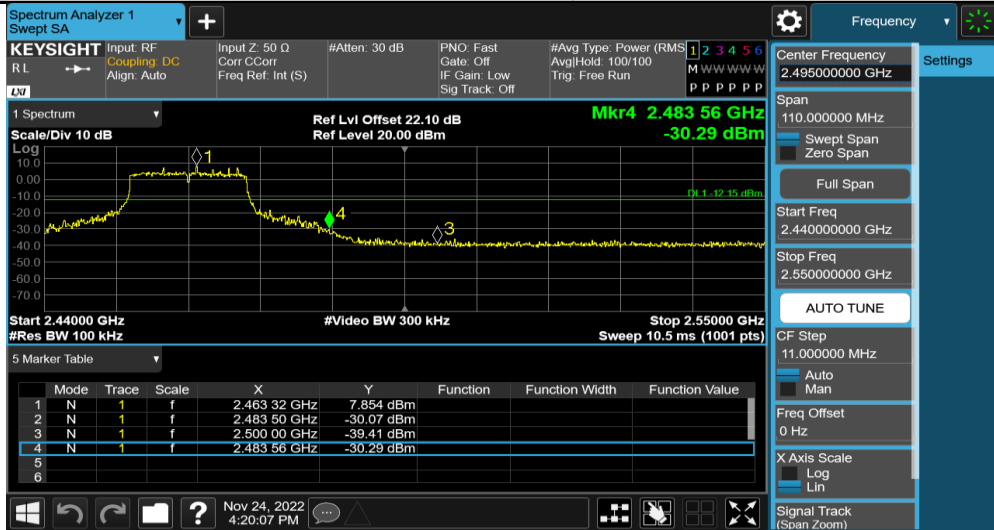 Spectrum Analyzer 1
Swept SA
+
Frequency
KEYSIGHT
R L
LXI
Input: RF
Coupling: DC
Align: Auto
Input Z: 50 Ω
Corr CCorr
Freq Ref: Int (S)
#Atten: 30 dB
PNO: Fast
Gate: Off
IF Gain: Low
Sig Track: Off
#Avg Type: Power (RMS
Avg|Hold: 100/100
Trig: Free Run
1 2 3 4 5 6
M W W W W W
P P P P P P
1 Spectrum
Scale/Div 10 dB
Log
Ref Lvl Offset 22.10 dB
Ref Level 20.00 dBm
Mkr4 2.483 56 GHz
-30.29 dBm
10.0
0.00
-10.0
-20.0
-30.0
-40.0
-50.0
-60.0
-70.0
1
4
3
DL1 -12.15 dBm
Start 2.44000 GHz
#Res BW 100 kHz
#Video BW 300 kHz
Stop 2.55000 GHz
Sweep 10.5 ms (1001 pts)
5 Marker Table
Mode Trace Scale X Y Function Function Width Function Value
1 N 1 f 2.463 32 GHz 7.854 dBm
2 N 1 f 2.483 50 GHz -30.07 dBm
3 N 1 f 2.500 00 GHz -39.41 dBm
4 N 1 f 2.483 56 GHz -30.29 dBm
5
6
?
Nov 24, 2022
4:20:07 PM
Center Frequency
2.495000000 GHz
Span
110.000000 MHz
Swept Span
Zero Span
Full Span
Start Freq
2.440000000 GHz
Stop Freq
2.550000000 GHz
AUTO TUNE
CF Step
11.000000 MHz
Auto
Man
Freq Offset
0 Hz
X Axis Scale
Log
Lin
Signal Track
(Span Zoom)
Settings